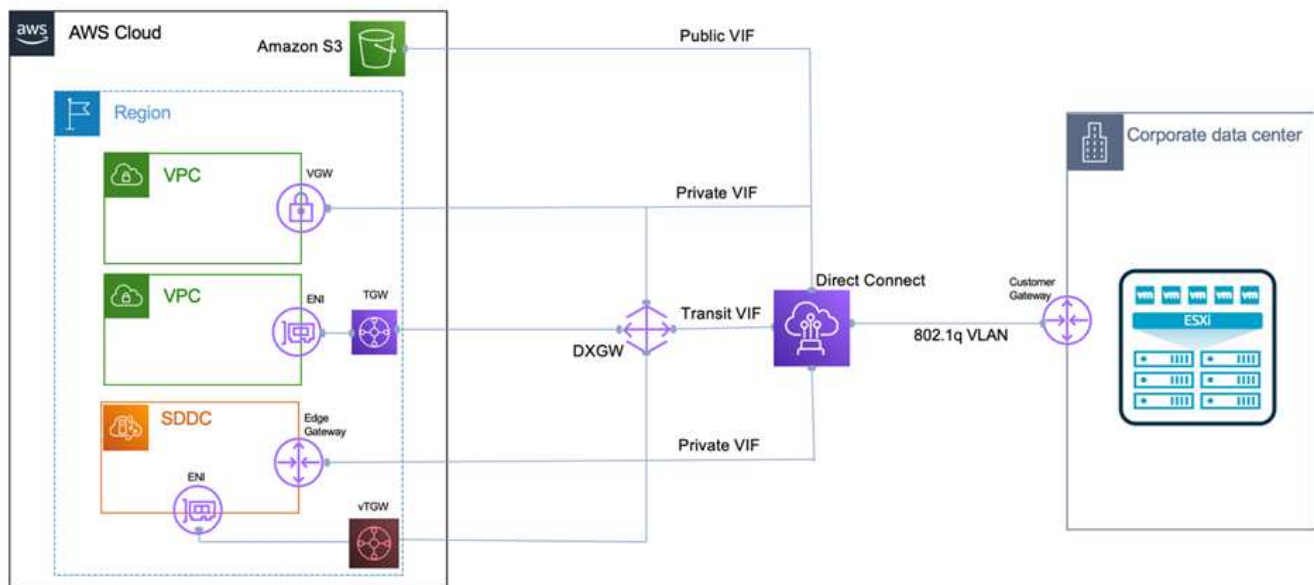 aws
AWS Cloud
Amazon S3
Public VIF
Region
VPC
VGW
Private VIF
VPC
ENI
TGW
DXGW
Transit VIF
Direct Connect
802.1q VLAN
Customer
Gateway
Corporate data center
vm vm vm vm vm
ESXi
SDDC
Edge
Gateway
Private VIF
ENI
vTGW